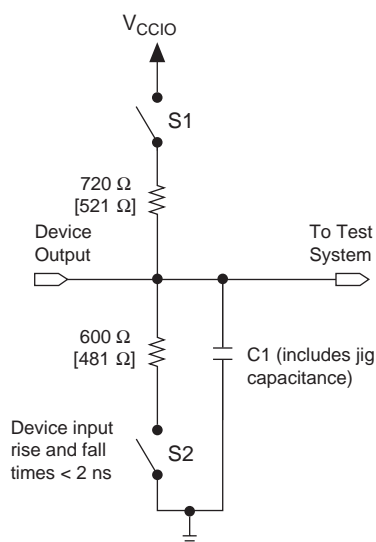 VCCIO
S1
720 Ω
[521 Ω]
Device
Output
To Test
System
600 Ω
[481 Ω]
C1 (includes jig
capacitance)
Device input
rise and fall
times < 2 ns
S2